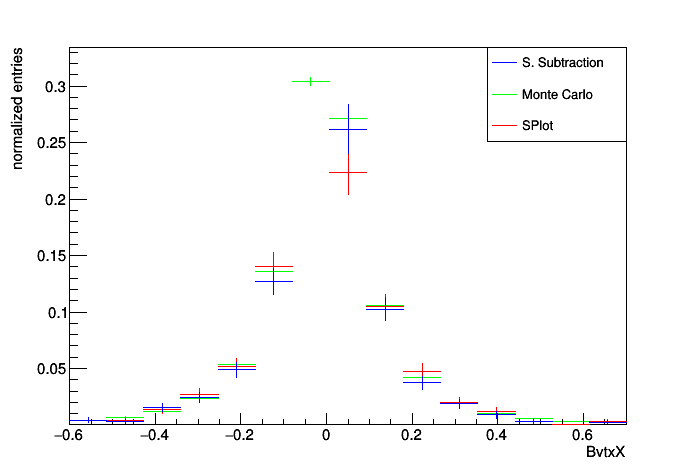 normalized entries
0.3
0.25
0.2
0.15
0.1
0.05
−0.6
−0.4
−0.2
0
0.2
0.4
0.6
BvtxX
S. Subtraction
Monte Carlo
SPlot